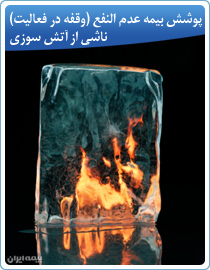 پوشش بیمه عدم النفع (وقفه در فعالیت)
ناشی از آتش سوزی
بیمه ایران